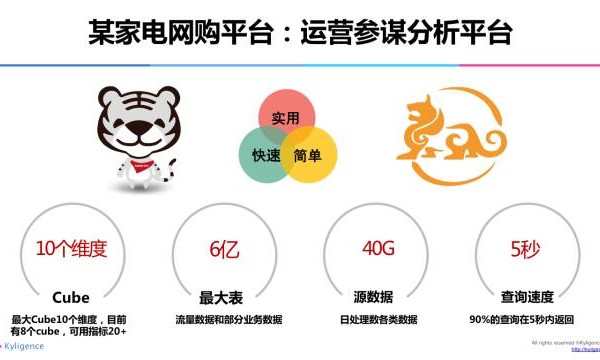 某家电网购平台：运营参谋分析平台
实用
快速 简单
10个维度
6亿
40G
5秒
Cube
最大表
源数据
查询速度
最大Cube10个维度，目前
有8个cube，可用指标20+
流量数据和部分业务数据
日处理数各类数据
90%的查询在5秒内返回
Kyligence
All rights reserved ©Kyligence